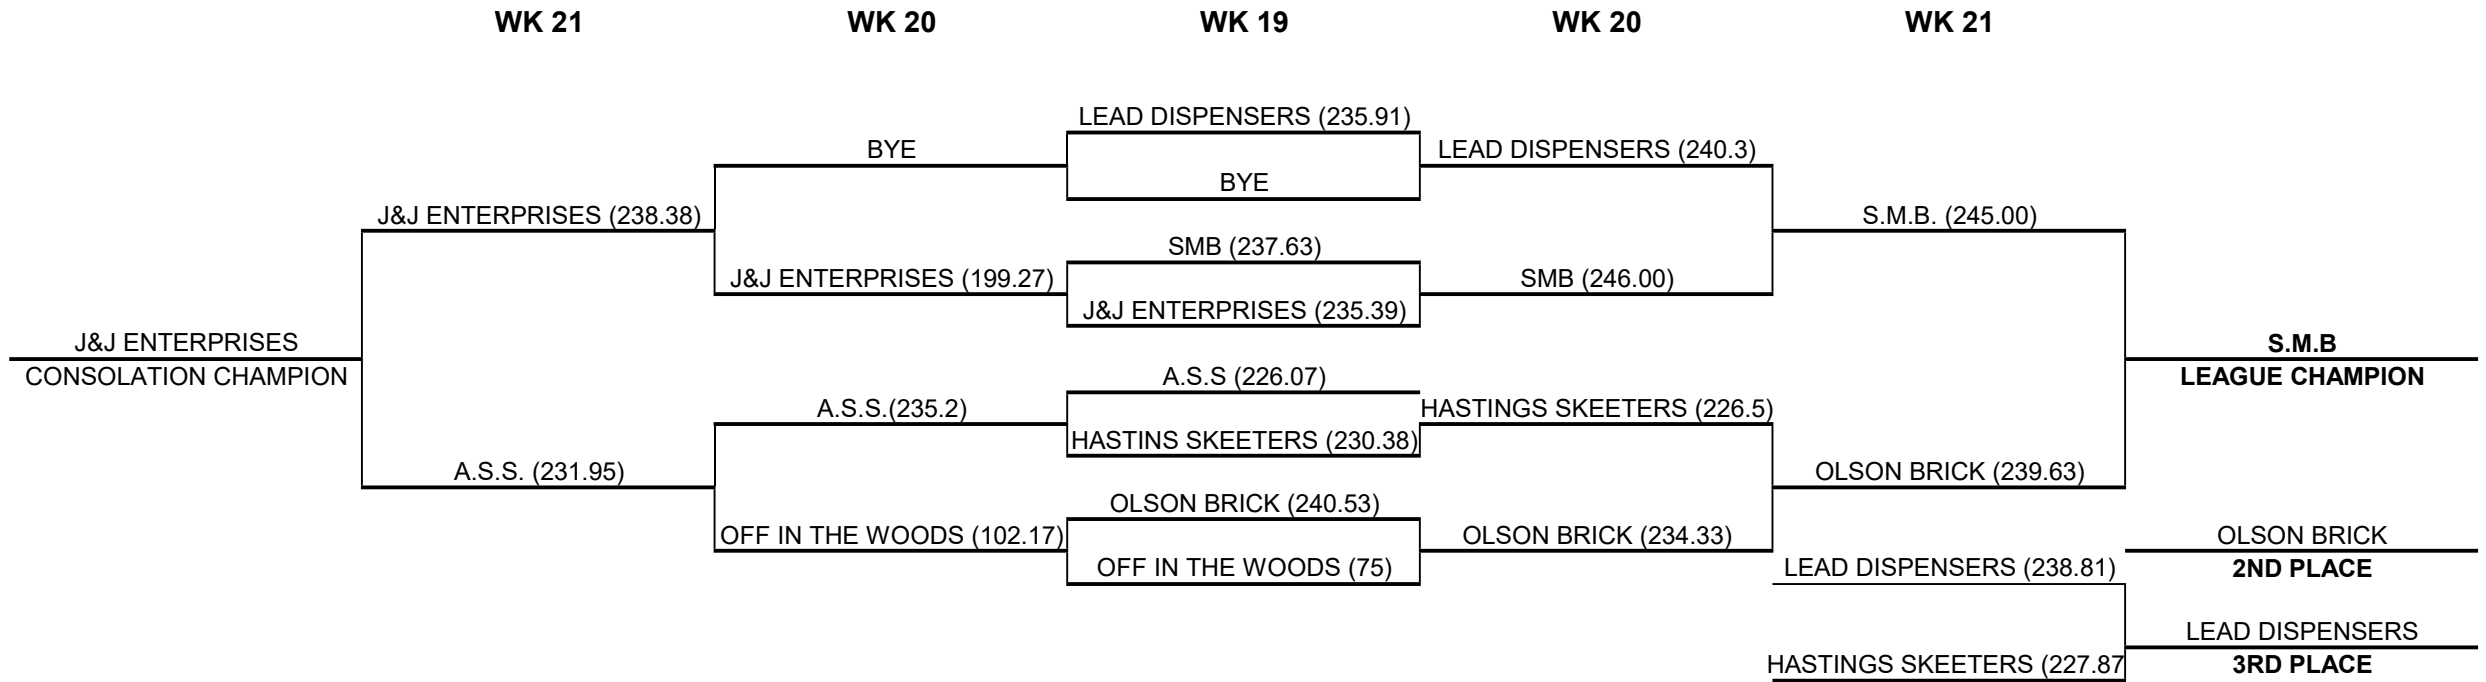 WK 21 WK 20 WK 19 WK 20 WK 21
LEAD DISPENSERS (235.91)
BYE LEAD DISPENSERS (240.3)
BYE
J&J ENTERPRISES (238.38) S.M.B. (245.00)
SMB (237.63)
J&J ENTERPRISES (199.27) SMB (246.00)
J&J ENTERPRISES (235.39)
J&J ENTERPRISES S.M.B
CONSOLATION CHAMPION A.S.S (226.07) LEAGUE CHAMPION
A.S.S.(235.2) HASTINGS SKEETERS (226.5)
HASTINS SKEETERS (230.38)
A.S.S. (231.95) OLSON BRICK (239.63)
OLSON BRICK (240.53)
OFF IN THE WOODS (102.17) OLSON BRICK (234.33) OLSON BRICK
OFF IN THE WOODS (75) LEAD DISPENSERS (238.81) 2ND PLACE
LEAD DISPENSERS
HASTINGS SKEETERS (227.87 3RD PLACE